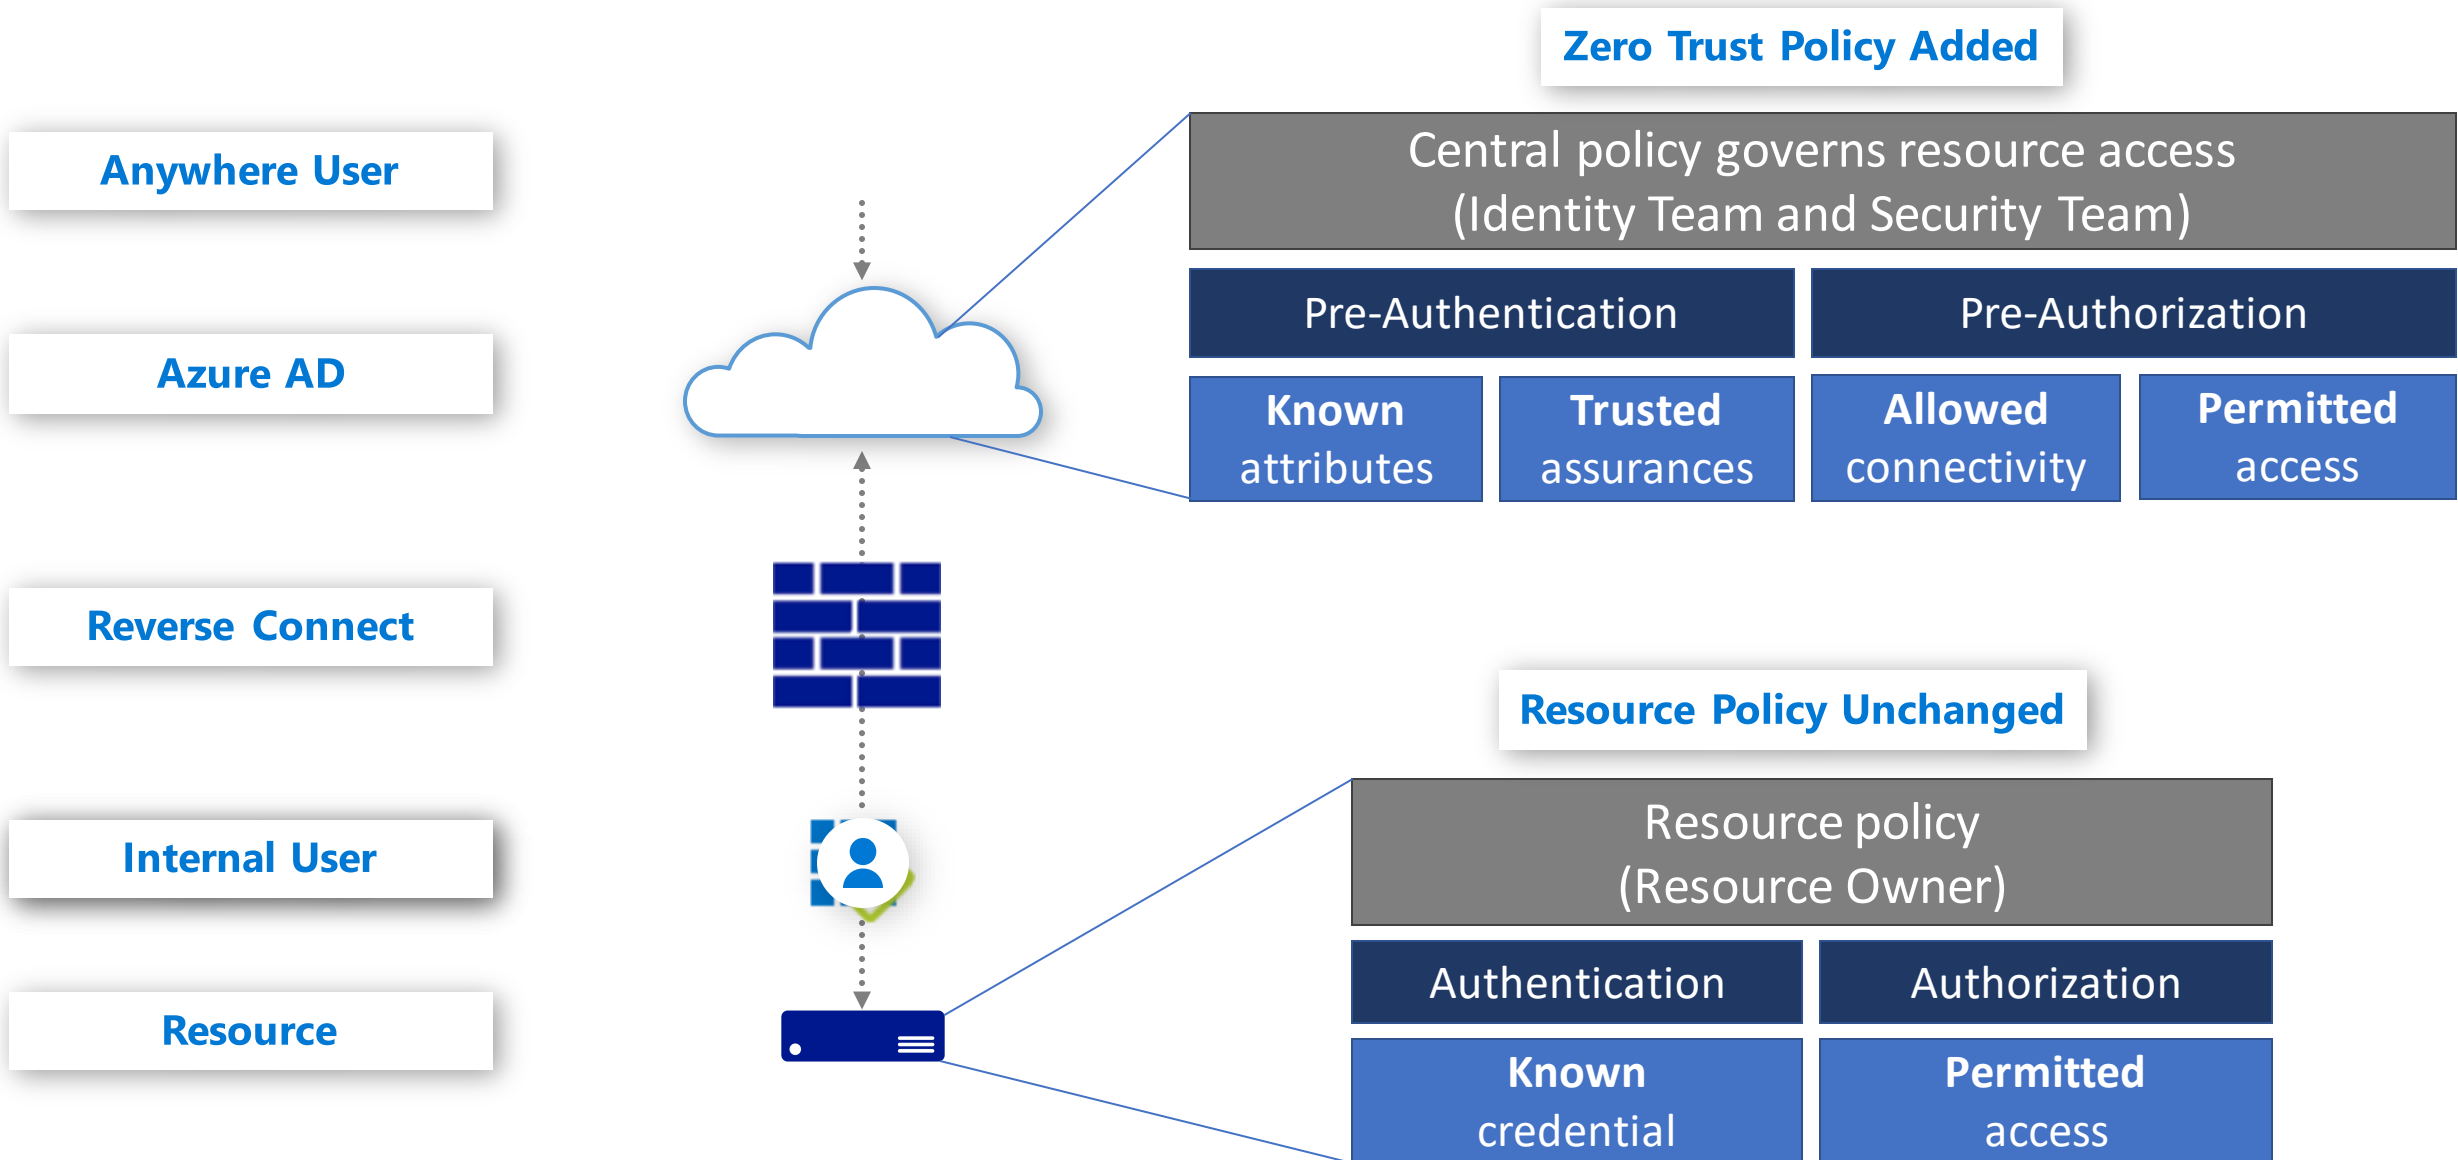 Zero Trust Policy Added
Anywhere User
Central policy governs resource access
(Identity Team and Security Team)
Azure AD
Pre-Authentication
Pre-Authorization
Known
attributes
Trusted
assurances
Allowed
connectivity
Permitted
access
Reverse Connect
Resource Policy Unchanged
Internal User
Resource policy
(Resource Owner)
Resource
Authentication
Authorization
Known
credential
Permitted
access